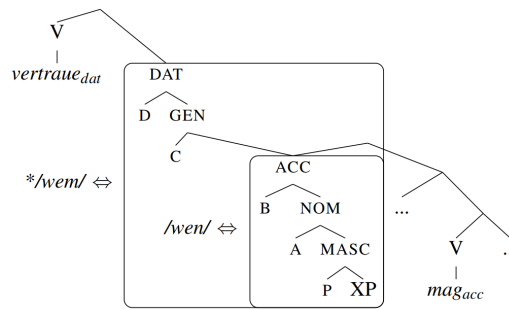 V
vertraue_dat DAT
D GEN
C
ACC
*/wem/ ⇔
B NOM ...
/wen/ ⇔
A MASC V .
P XP mag_acc